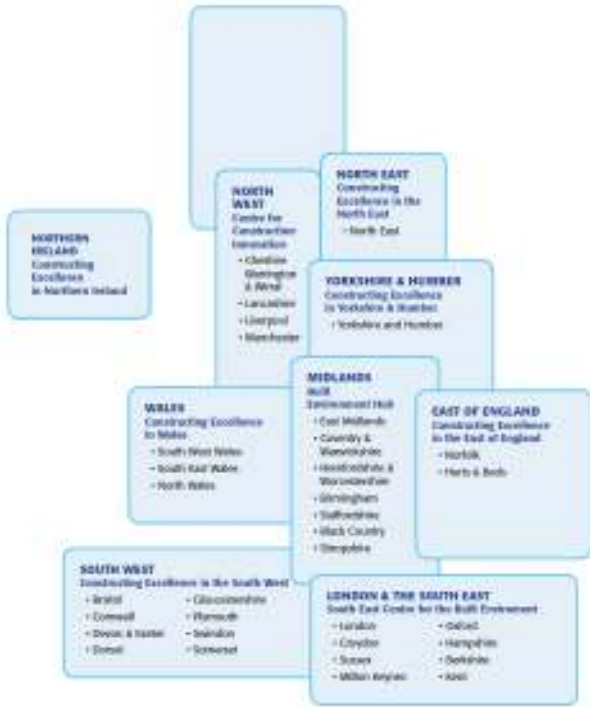 NORTH EAST
Constructing
Excellence in the
North East
• North East
NORTH
WEST
Centre for
Construction
Innovation
• Cheshire
Warrington
& Wirral
• Lancashire
• Liverpool
• Manchester
NORTHERN
IRELAND
Constructing
Excellence
in Northern Ireland
YORKSHIRE & HUMBER
Constructing Excellence
in Yorkshire & Humber
• Yorkshire and Humber
MIDLANDS
Built
Environment Hub
• East Midlands
• Coventry &
Warwickshire
• Herefordshire &
Worcestershire
• Birmingham
• Staffordshire
• Black Country
• Shropshire
WALES
Constructing Excellence
in Wales
• South West Wales
• South East Wales
• North Wales
EAST OF ENGLAND
Constructing Excellence
in the East of England
• Norfolk
• Herts & Beds
SOUTH WEST
Constructing Excellence in the South West
• Bristol
• Cornwall
• Devon & Exeter
• Dorset
• Gloucestershire
• Plymouth
• Swindon
• Somerset
LONDON & THE SOUTH EAST
South East Centre for the Built Enviroment
• London
• Croydon
• Sussex
• Milton Keynes
• Oxford
• Hampshire
• Berkshire
• Kent